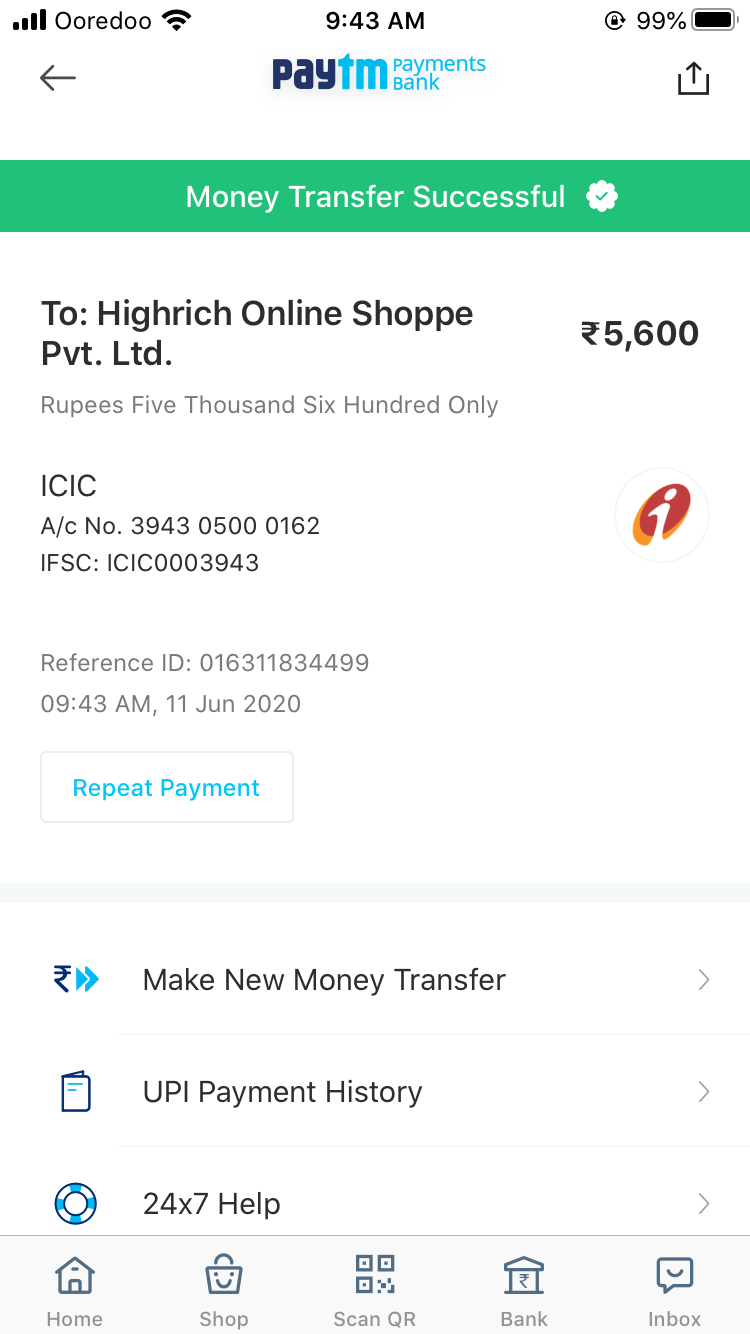 Ooredoo 9:43 AM 99%
paytm Payments Bank
Money Transfer Successful
To: Highrich Online Shoppe
Pvt. Ltd.
₹5,600
Rupees Five Thousand Six Hundred Only
ICIC
A/c No. 3943 0500 0162
IFSC: ICIC0003943
Reference ID: 016311834499
09:43 AM, 11 Jun 2020
Repeat Payment
Make New Money Transfer
UPI Payment History
24x7 Help
Home Shop Scan QR Bank Inbox